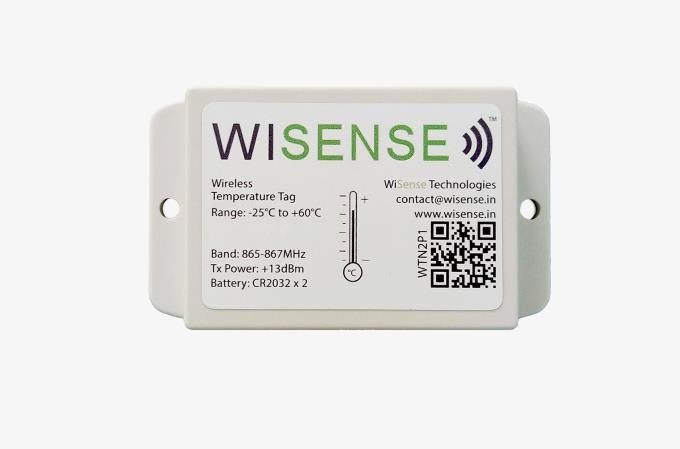 WISENSE ™
Wireless
Temperature Tag
Range: -25°C to +60°C
Band: 865-867MHz
Tx Power: +13dBm
Battery: CR2032 x 2
+
-
°C
WiSense Technologies
contact@wisense.in
www.wisense.in
WTN2P1